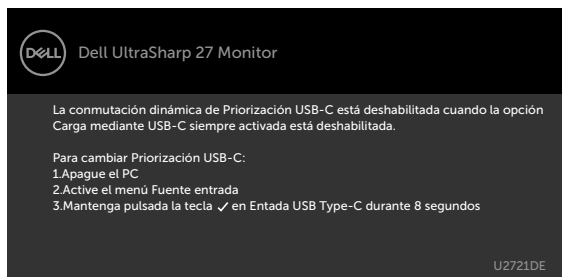 DELL
Dell UltraSharp 27 Monitor
La conmutación dinámica de Priorización USB-C está deshabilitada cuando la opción
Carga mediante USB-C siempre activada está deshabilitada.
Para cambiar Priorización USB-C:
1.Apague el PC
2.Active el menú Fuente entrada
3.Mantenga pulsada la tecla ✓ en Entada USB Type-C durante 8 segundos
U2721DE